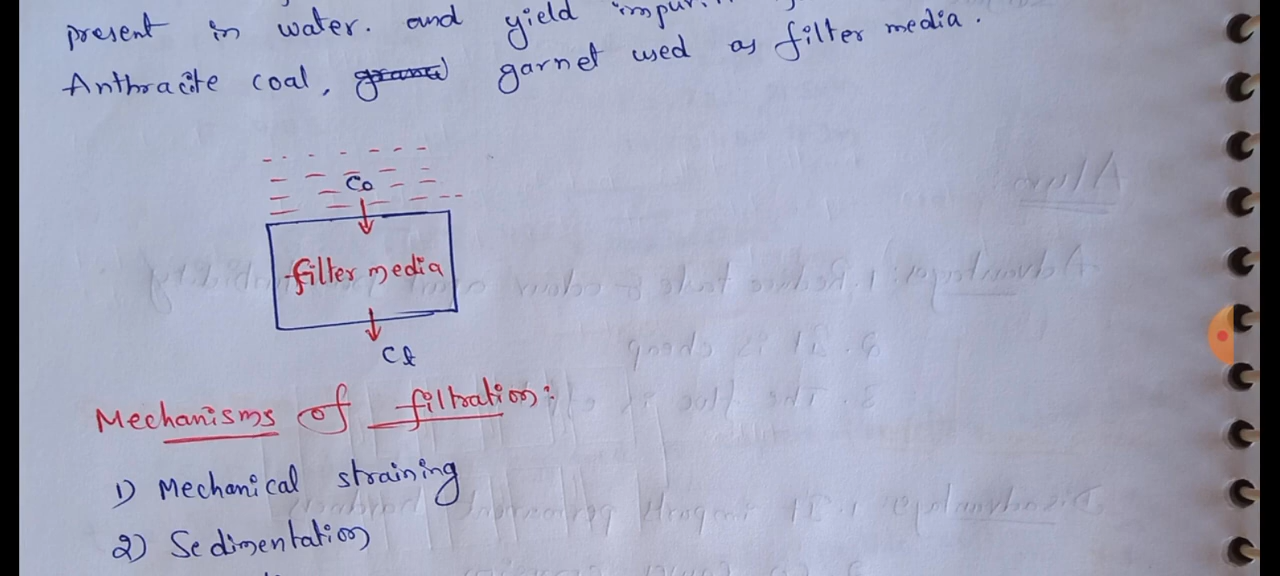 present in water. and yield
Anthracite coal, garnet used as filter media.
Co
filter media
Mechanisms of filtration:
1) Mechanical straining
2) Sedimentation